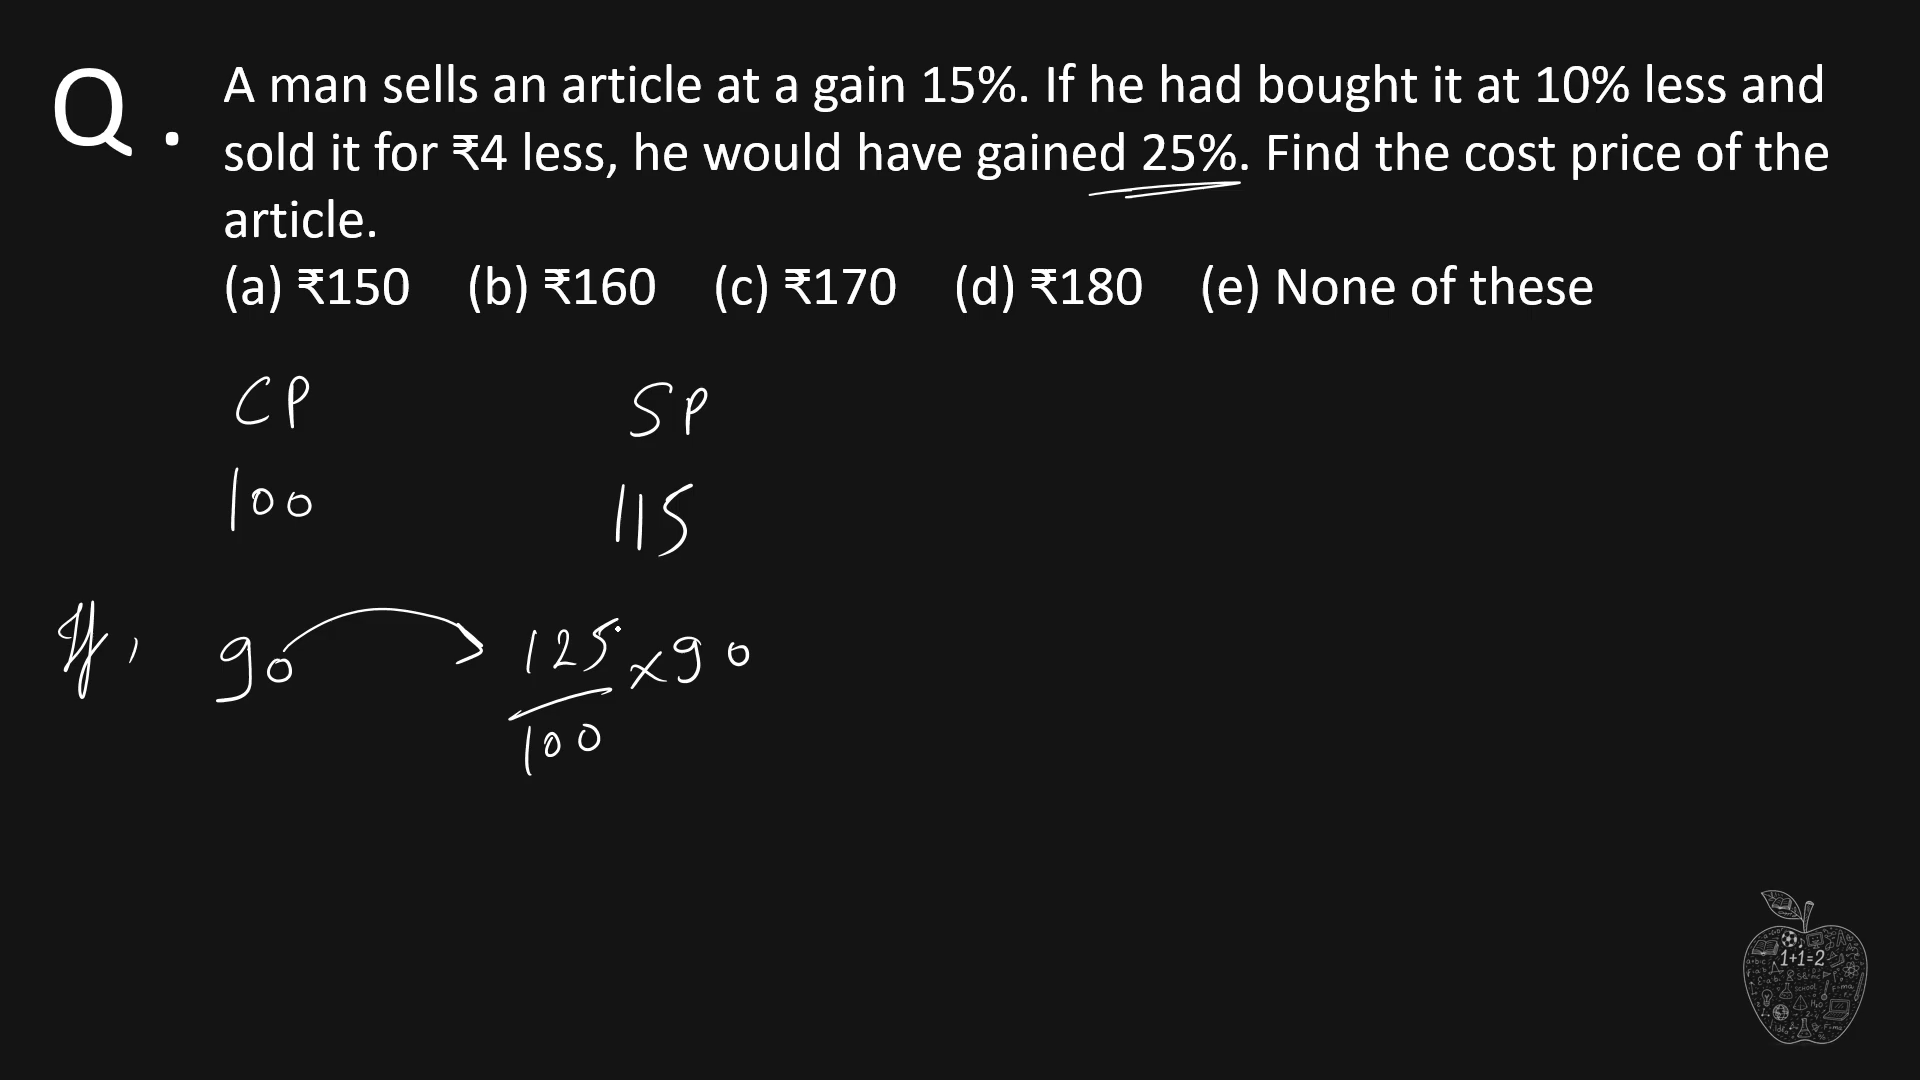 Q .
A man sells an article at a gain 15%. If he had bought it at 10% less and
sold it for ₹4 less, he would have gained 25%. Find the cost price of the
article.
(a) ₹150 (b) ₹160 (c) ₹170 (d) ₹180 (e) None of these
CP SP
100 115
If, 90 125/100 x 90
1+1=2